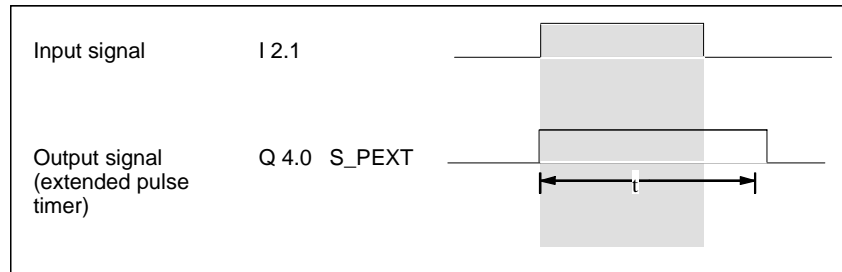 Input signal I 2.1
Output signal Q 4.0 S_PEXT
(extended pulse
timer)
t